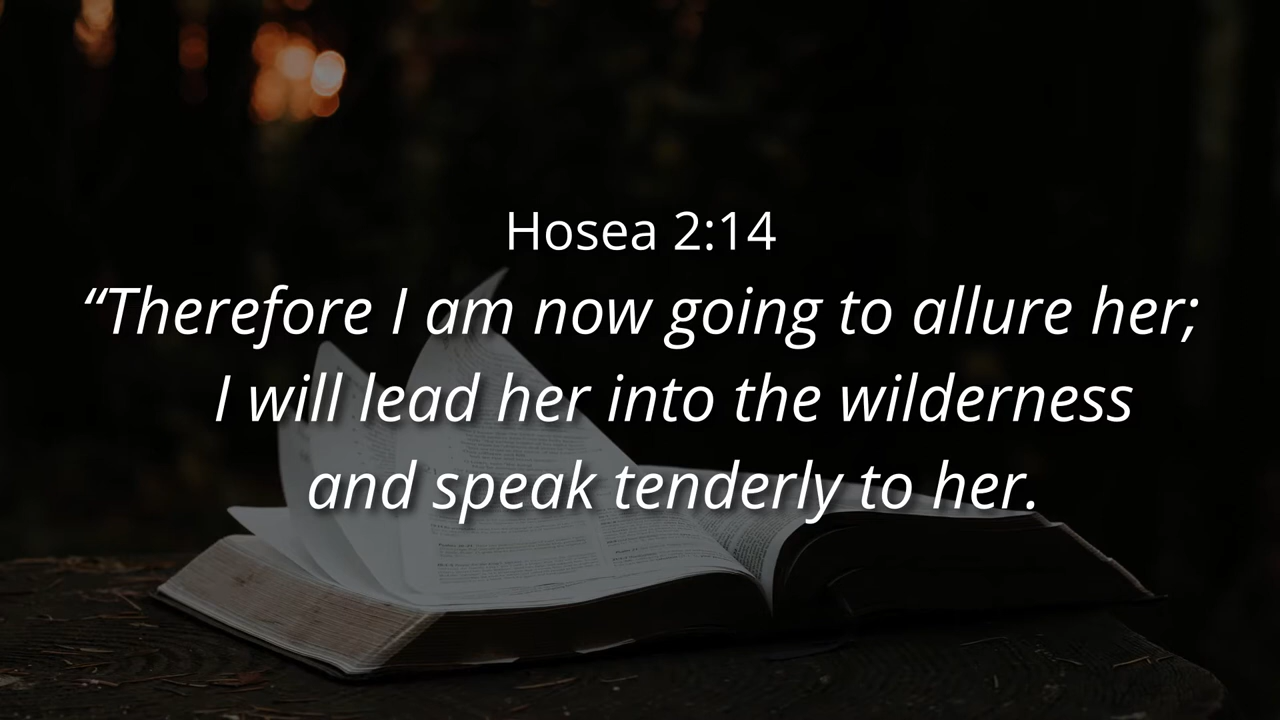 Hosea 2:14
“Therefore I am now going to allure her;
I will lead her into the wilderness
and speak tenderly to her.